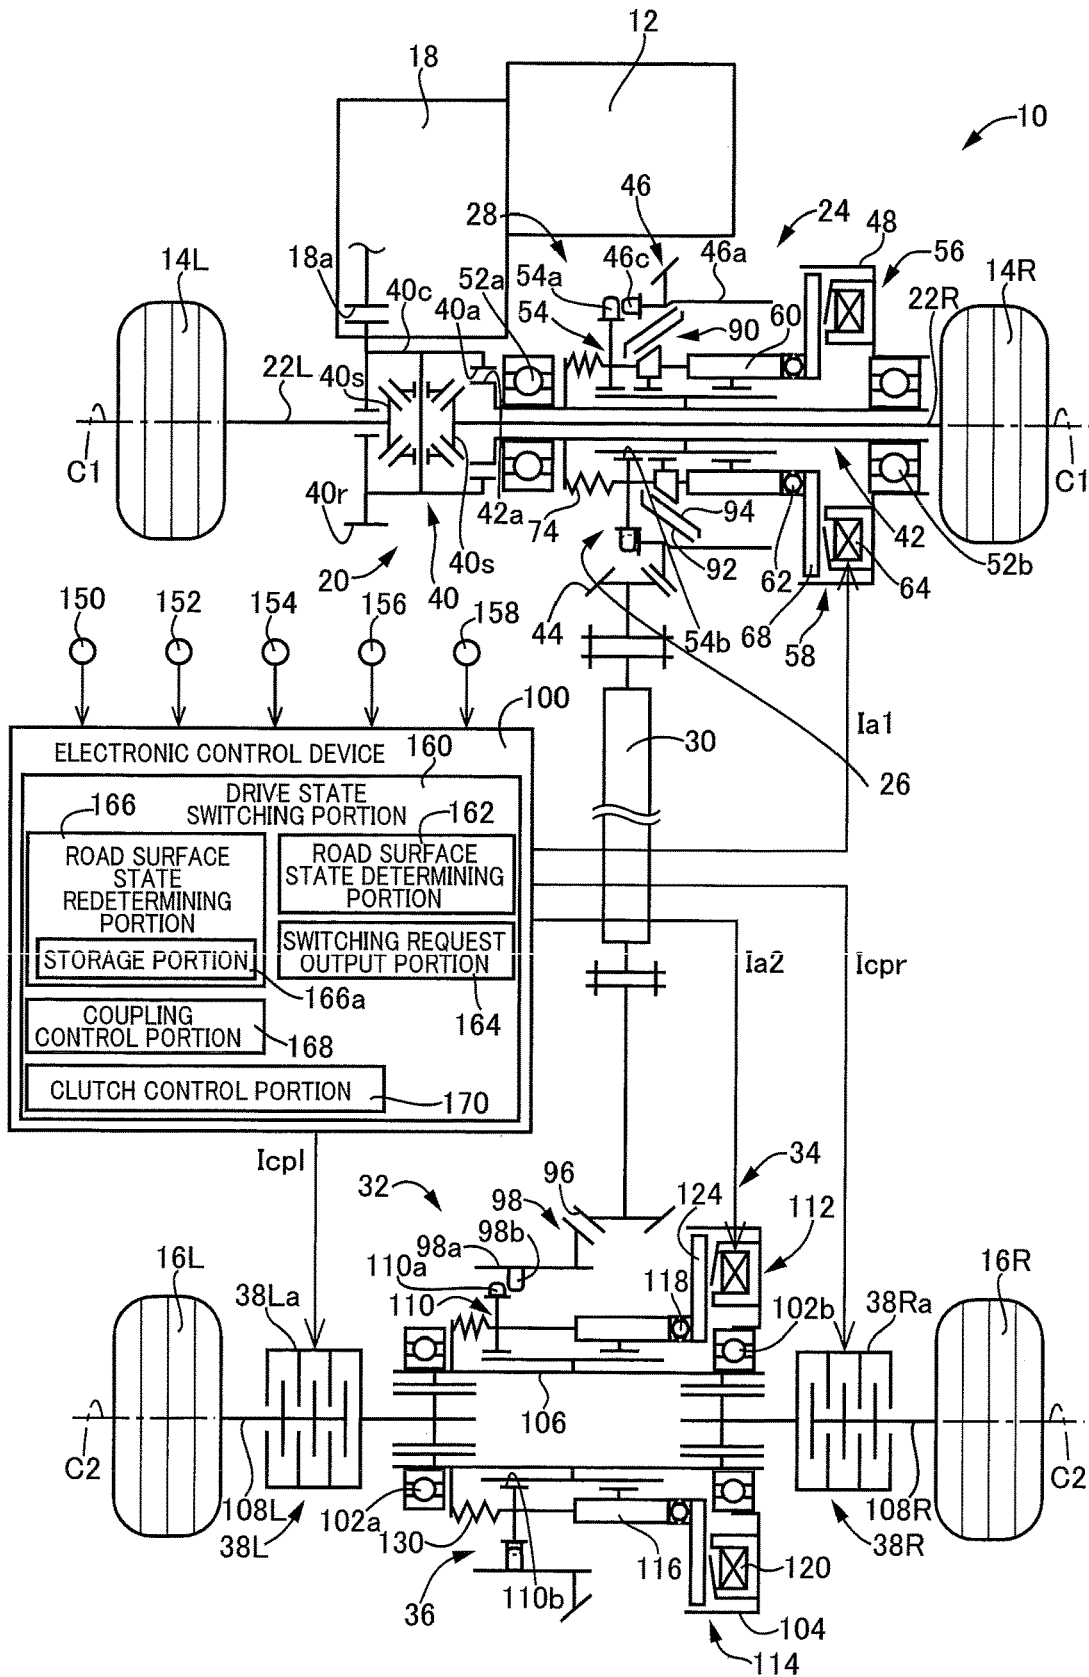 12
18
10
46
28
24
48
46c
46a
56
18a
14L
54a
52a
14R
40c
40a
54
90
60
22R
22L
40s
C1
C1
40r
42a
74
94
42
40s
92
62
64
52b
20
40
44
54b
68
58
150
152
154
156
158
100
Ia1
ELECTRONIC CONTROL DEVICE
160
30
DRIVE STATE
SWITCHING PORTION
26
166
162
ROAD SURFACE
STATE
REDETERMINING
PORTION
ROAD SURFACE
STATE DETERMINING
PORTION
STORAGE PORTION
SWITCHING REQUEST
OUTPUT PORTION
Ia2
Icpr
166a
164
COUPLING
CONTROL PORTION
168
CLUTCH CONTROL PORTION
170
Icpl
34
96
32
98
124
112
98b
98a
16L
110a
16R
38La
118
110
102b
38Ra
106
C2
C2
108L
102a
108R
38L
130
116
38R
120
36
110b
104
114